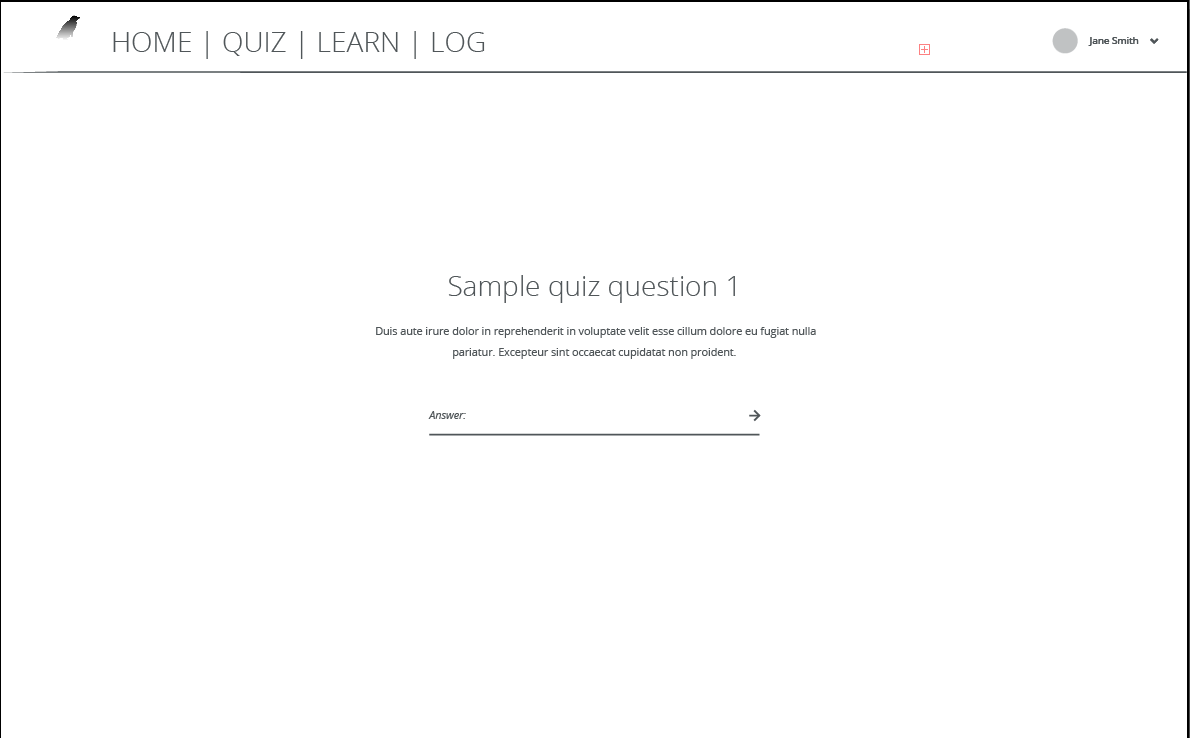 HOME | QUIZ | LEARN | LOG
Jane Smith
Sample quiz question 1
Duis aute irure dolor in reprehenderit in voluptate velit esse cillum dolore eu fugiat nulla
pariatur. Excepteur sint occaecat cupidatat non proident.
Answer: